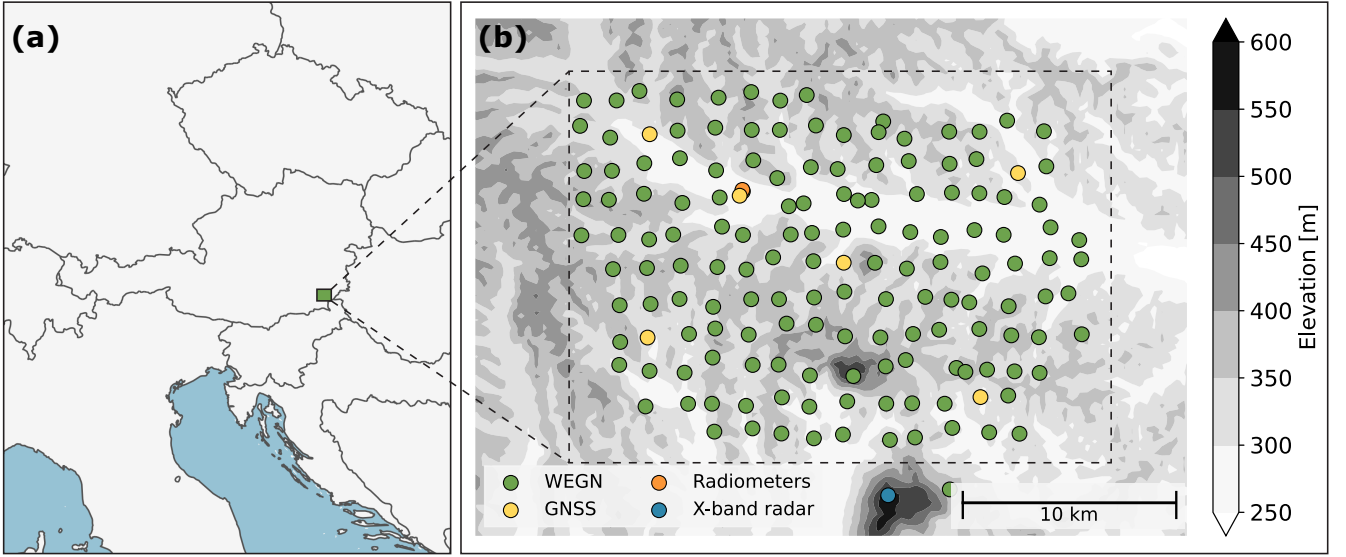 (a)
(b)
WEGN
GNSS
Radiometers
X-band radar
10 km
600
550
500
450
400
350
300
250
Elevation [m]